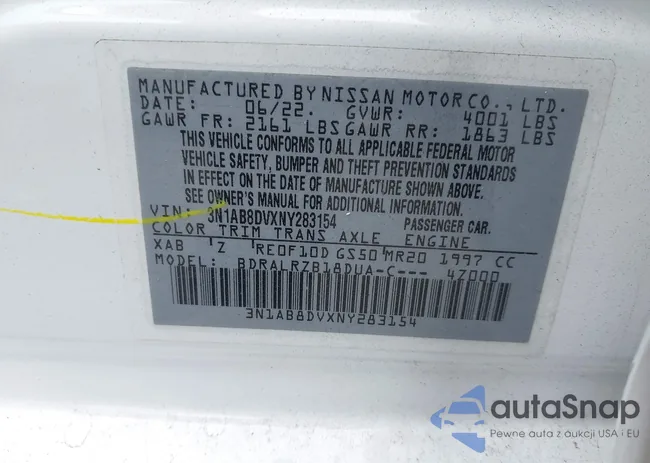 MANUFACTURED BY NISSAN MOTOR CO., LTD.
DATE: 06/22. GVWR: 4001 LBS
GAWR FR: 2161 LBS GAWR RR: 1863 LBS
THIS VEHICLE CONFORMS TO ALL APPLICABLE FEDERAL MOTOR
VEHICLE SAFETY, BUMPER AND THEFT PREVENTION STANDARDS
IN EFFECT ON THE DATE OF MANUFACTURE SHOWN ABOVE.
SEE OWNER'S MANUAL FOR ADDITIONAL INFORMATION.
VIN: 3N1AB8DVXNY283154 PASSENGER CAR.
COLOR TRIM TRANS AXLE ENGINE
XAB Z RE0F10D GS50 MR20 1997 CC
MODEL: BDRALRZB18DUA-C--- 47000
3N1AB8DVXNY283154
autaSnap
Pewne auta z aukcji USA i EU